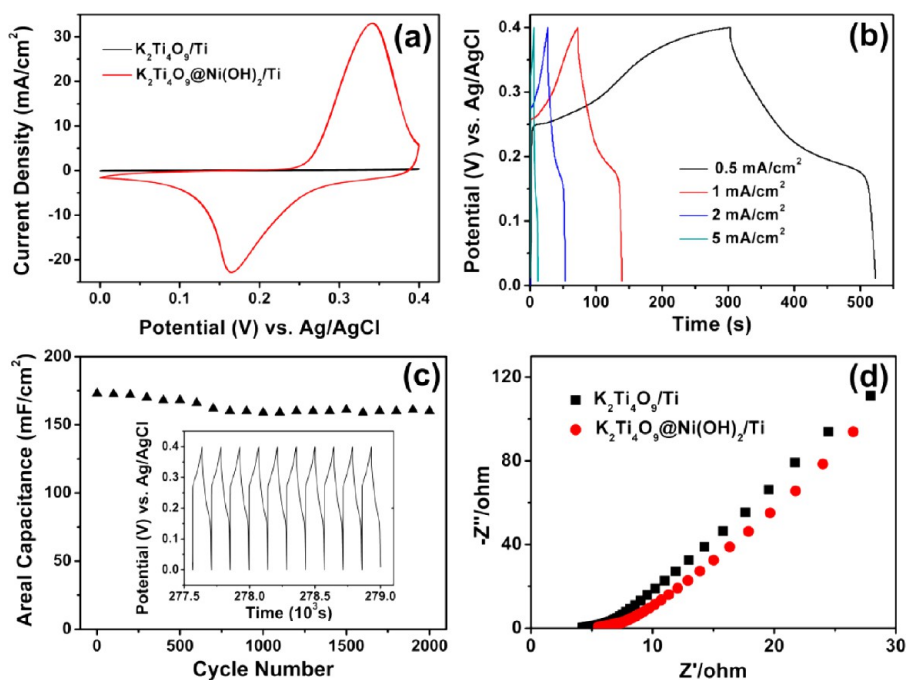 (a)
K₂Ti₄O₉/Ti
K₂Ti₄O₉@Ni(OH)₂/Ti
Current Density (mA/cm²)
30
20
10
0
-10
-20
0.0 0.1 0.2 0.3 0.4
Potential (V) vs. Ag/AgCl
(b)
Potential (V) vs. Ag/AgCl
0.4
0.3
0.2
0.1
0.0
0.5 mA/cm²
1 mA/cm²
2 mA/cm²
5 mA/cm²
0 100 200 300 400 500
Time (s)
(c)
Areal Capacitance (mF/cm²)
200
175
150
125
100
75
50
25
0
Potential (V) vs. Ag/AgCl
0.4
0.3
0.2
0.1
0.0
277.5 278.0 278.5 279.0
Time (10³s)
0 500 1000 1500 2000
Cycle Number
(d)
K₂Ti₄O₉/Ti
K₂Ti₄O₉@Ni(OH)₂/Ti
-Z''/ohm
120
80
40
0
0 10 20 30
Z'/ohm